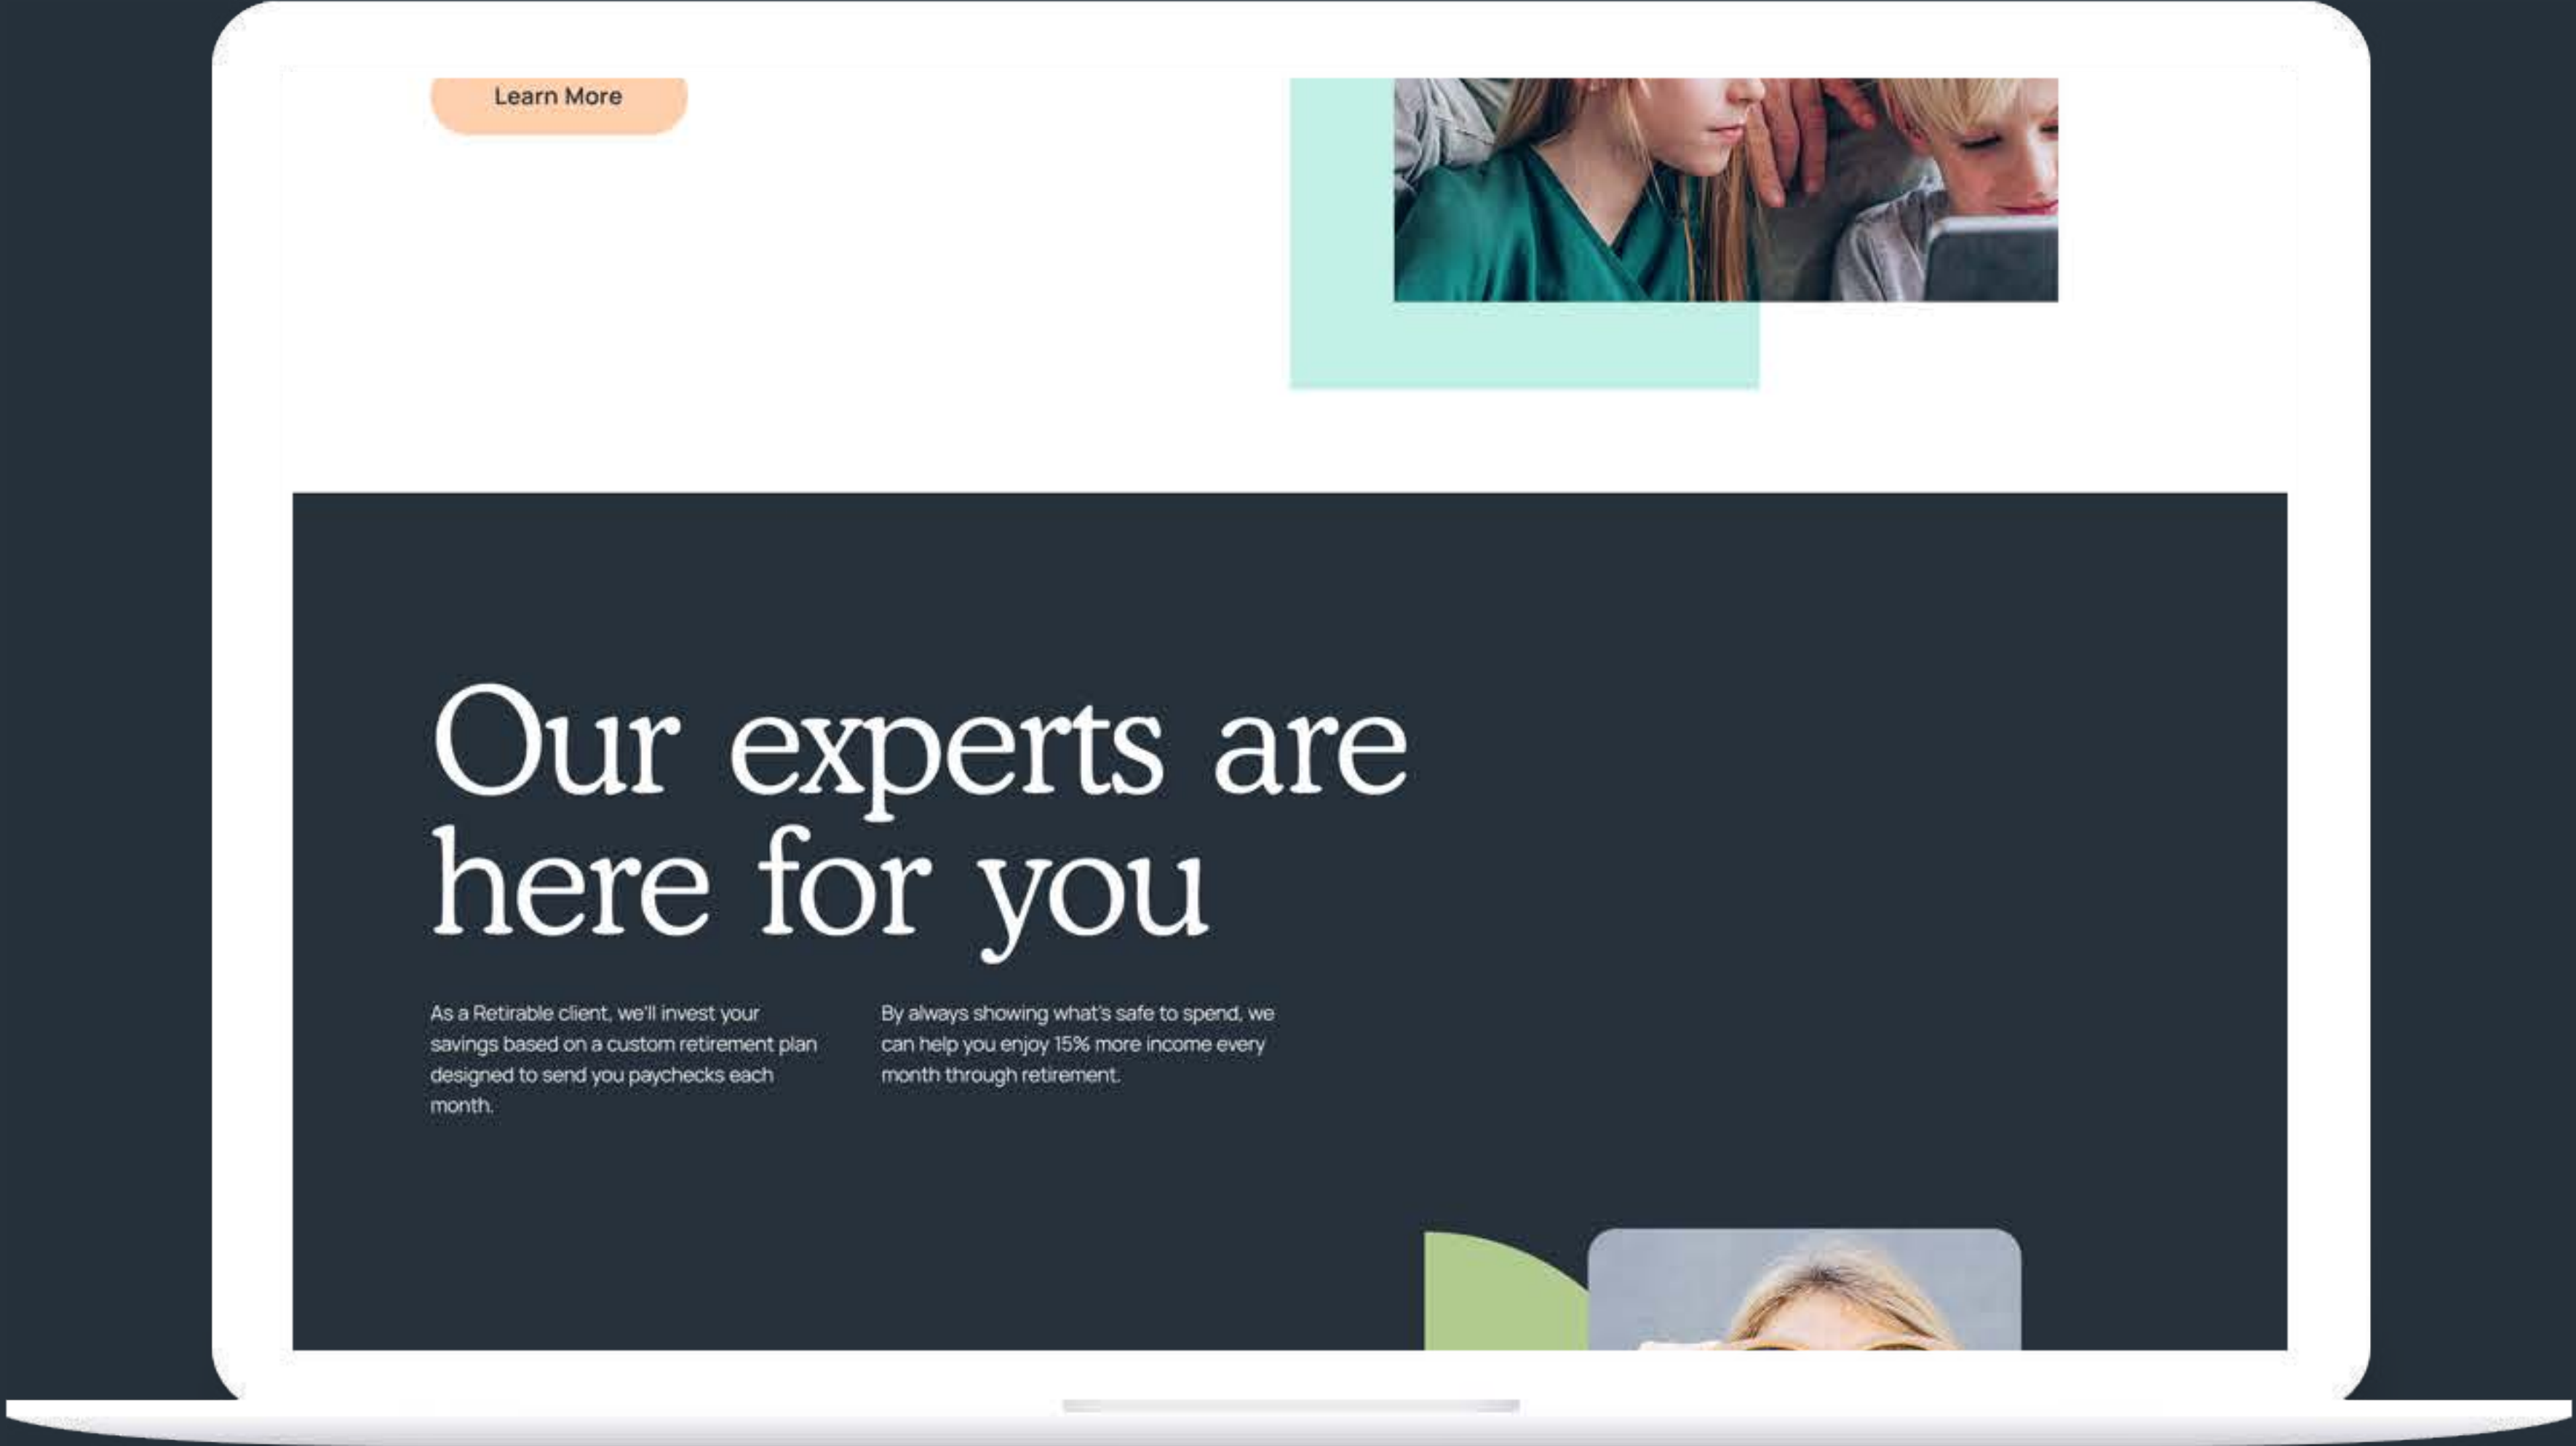 Learn More
Our experts are
here for you
As a Retirable client, we'll invest your
savings based on a custom retirement plan
designed to send you paychecks each
month.
By always showing what's safe to spend, we
can help you enjoy 15% more income every
month through retirement.